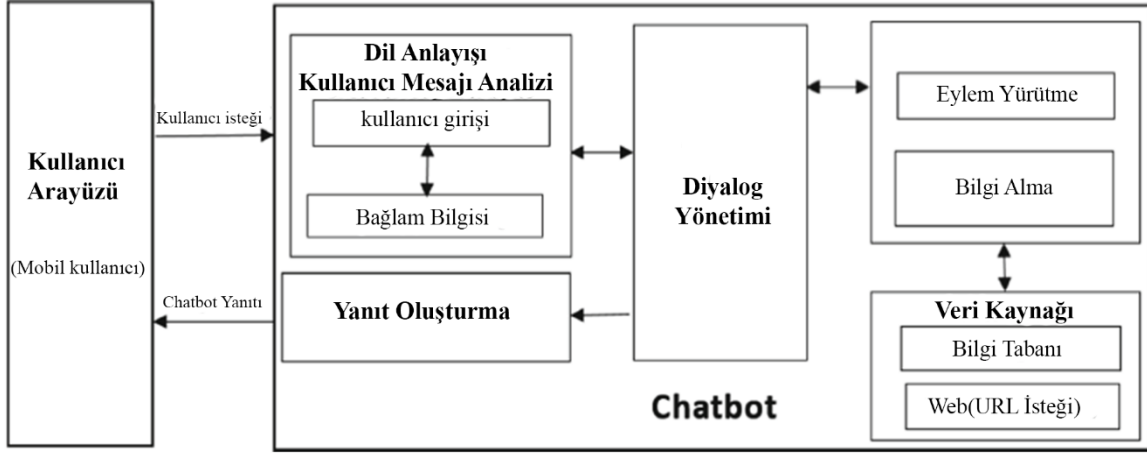 Kullanıcı
Arayüzü
(Mobil kullanıcı)
Kullanıcı isteği
Chatbot Yanıtı
Dil Anlayışı
Kullanıcı Mesajı Analizi
kullanıcı girişi
Bağlam Bilgisi
Yanıt Oluşturma
Diyalog
Yönetimi
Eylem Yürütme
Bilgi Alma
Veri Kaynağı
Bilgi Tabanı
Web(URL İsteği)
Chatbot